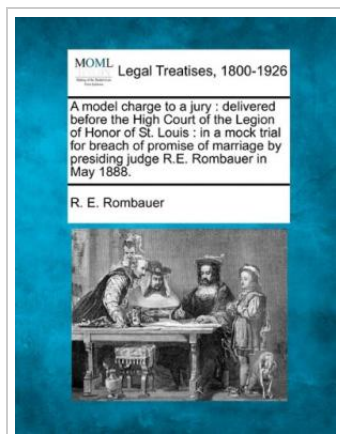 MOML
Legal Treatises, 1800-1926
A model charge to a jury : delivered
before the High Court of the Legion
of Honor of St. Louis : in a mock trial
for breach of promise of marriage by
presiding judge R.E. Rombauer in
May 1888.
R. E. Rombauer